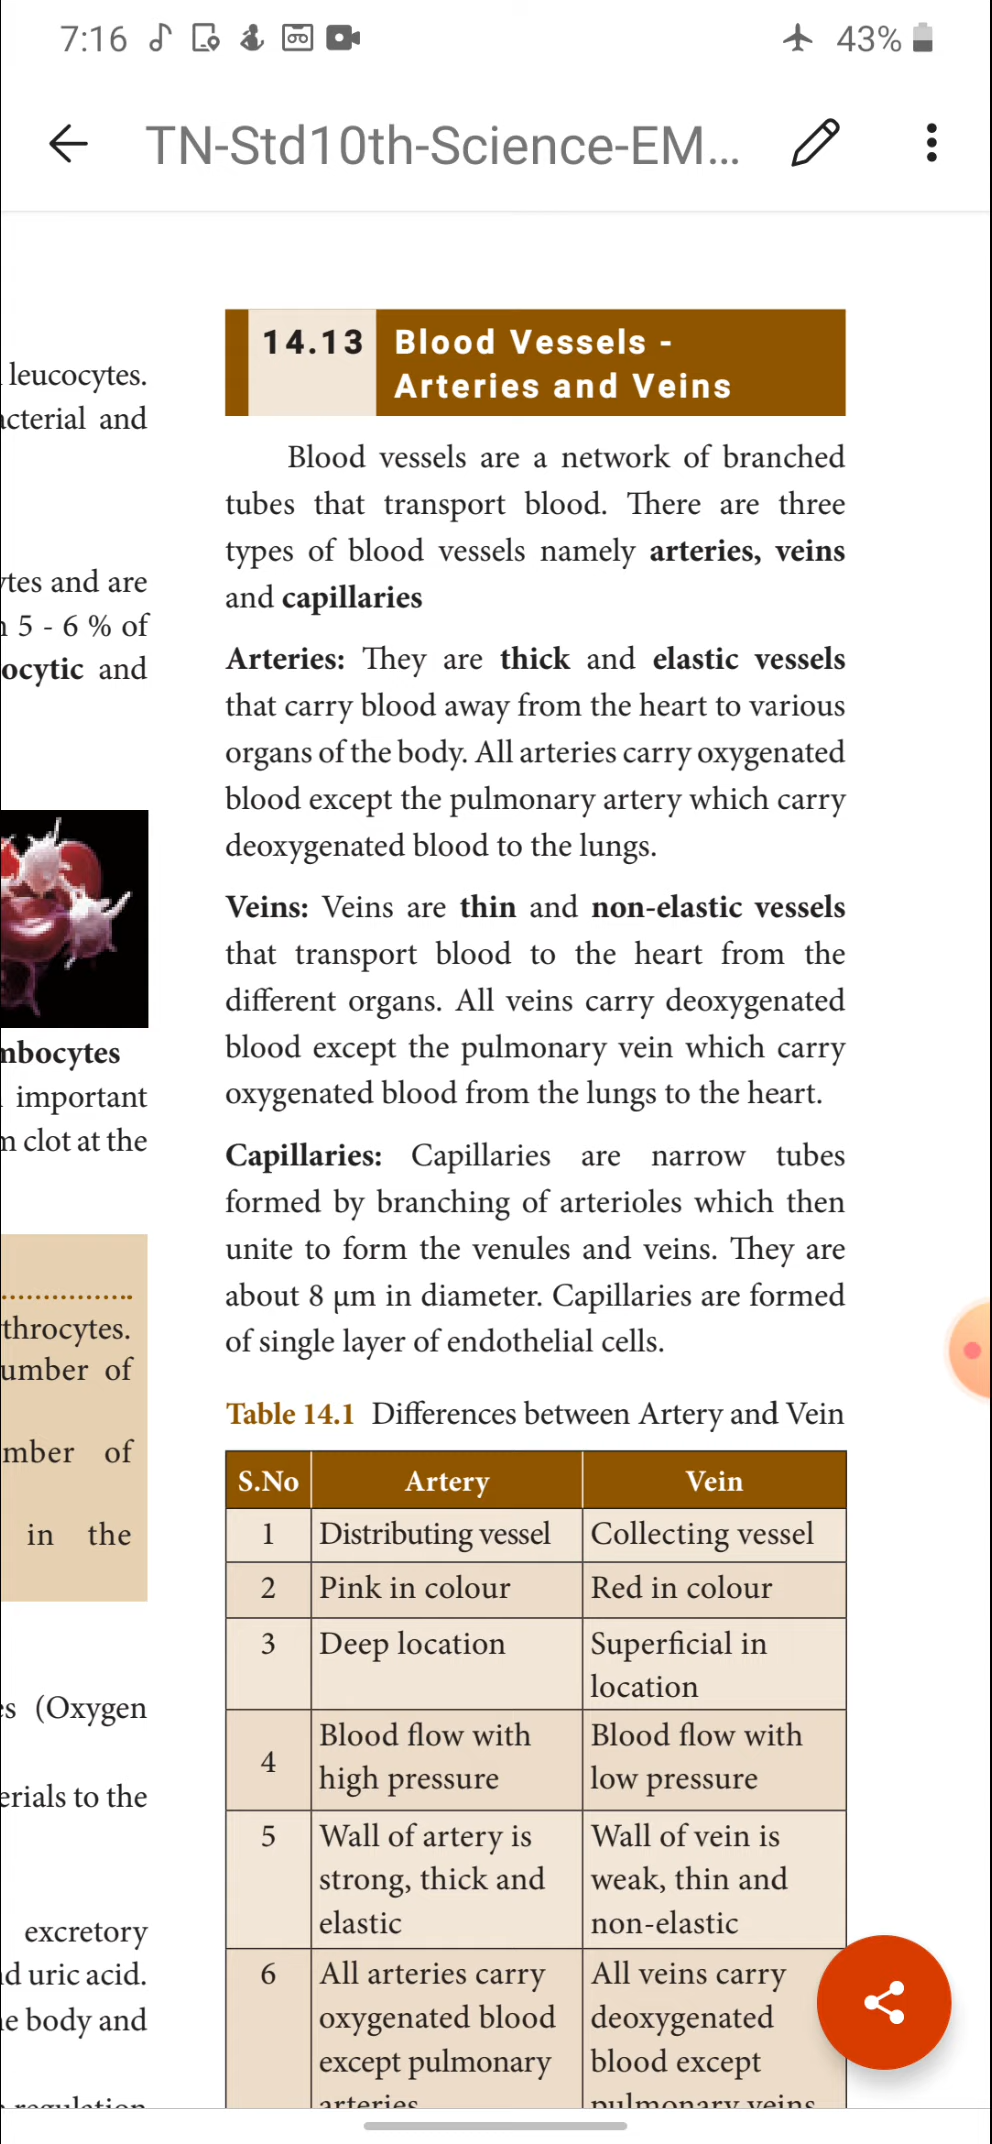 7:16
43%
TN-Std10th-Science-EM...
leucocytes.
and
and are
5 - 6 % of
and
important
clot at the
number of
in the
(Oxygen
to the
excretory
uric acid.
body and
14.13 Blood Vessels -
Arteries and Veins
Blood vessels are a network of branched
tubes that transport blood. There are three
types of blood vessels namely arteries, veins
and capillaries
Arteries: They are thick and elastic vessels
that carry blood away from the heart to various
organs of the body. All arteries carry oxygenated
blood except the pulmonary artery which carry
deoxygenated blood to the lungs.
Veins: Veins are thin and non-elastic vessels
that transport blood to the heart from the
different organs. All veins carry deoxygenated
blood except the pulmonary vein which carry
oxygenated blood from the lungs to the heart.
Capillaries: Capillaries are narrow tubes
formed by branching of arterioles which then
unite to form the venules and veins. They are
about 8 μm in diameter. Capillaries are formed
of single layer of endothelial cells.
Table 14.1 Differences between Artery and Vein
S.No Artery Vein
1 Distributing vessel Collecting vessel
2 Pink in colour Red in colour
3 Deep location Superficial in
location
4 Blood flow with Blood flow with
high pressure low pressure
5 Wall of artery is Wall of vein is
strong, thick and weak, thin and
elastic non-elastic
6 All arteries carry All veins carry
oxygenated blood deoxygenated
except pulmonary blood except
arteries pulmonary veins